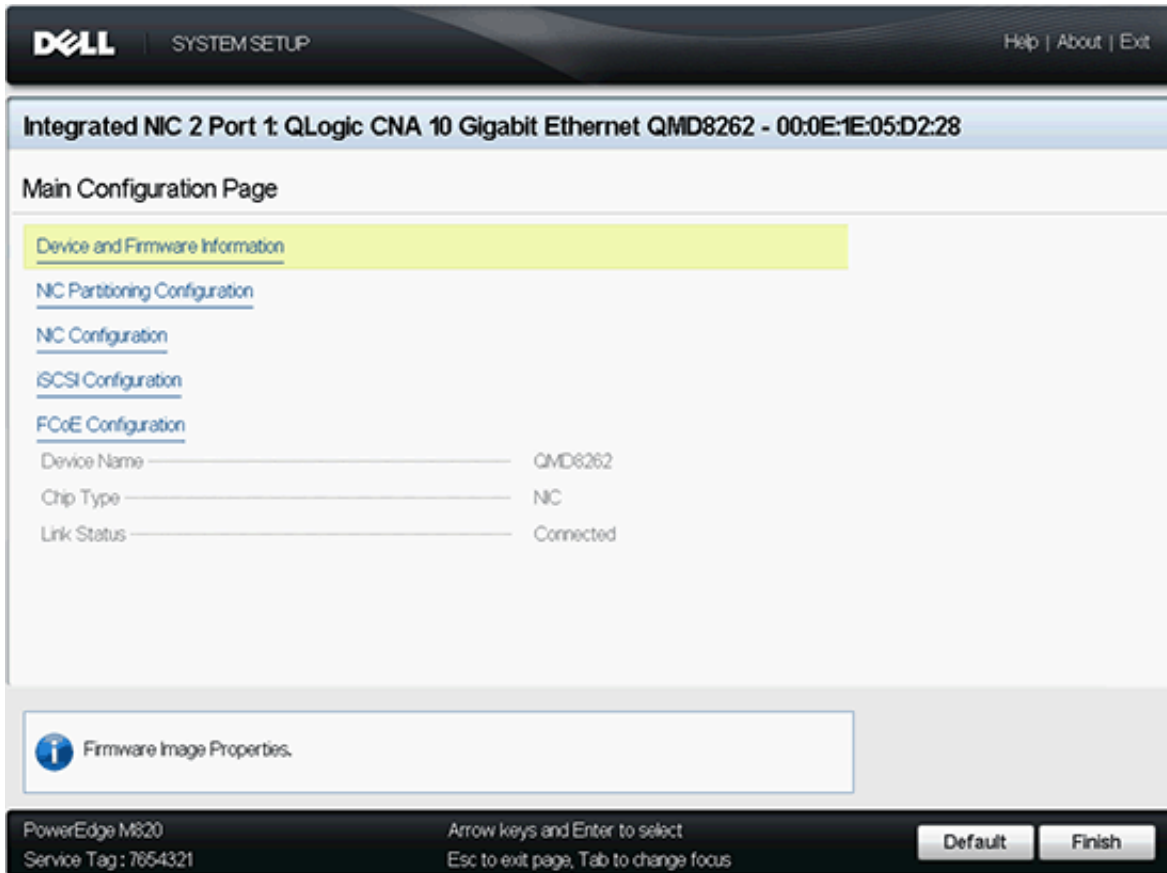 DELL SYSTEM SETUP Help | About | Exit
Integrated NIC 2 Port 1: QLogic CNA 10 Gigabit Ethernet QMD8262 - 00:0E:1E:05:D2:28
Main Configuration Page
Device and Firmware Information
NIC Partitioning Configuration
NIC Configuration
iSCSI Configuration
FCoE Configuration
Device Name QMD8262
Chip Type NIC
Link Status Connected
Firmware Image Properties.
PowerEdge M820 Arrow keys and Enter to select
Service Tag : 7654321 Esc to exit page, Tab to change focus
Default Finish